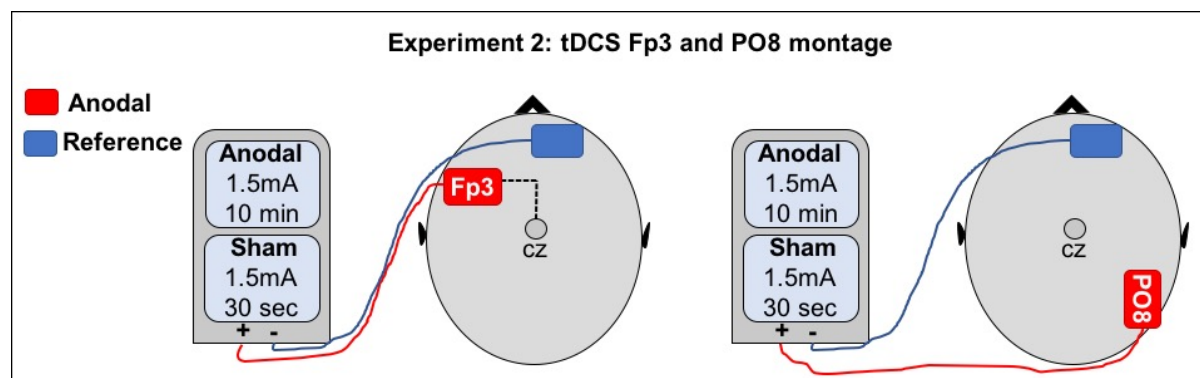 Experiment 2: tDCS Fp3 and PO8 montage
Anodal
Reference
Anodal
1.5mA
10 min
Sham
1.5mA
30 sec
+ -
Fp3
cz
Anodal
1.5mA
10 min
Sham
1.5mA
30 sec
+ -
cz
PO8